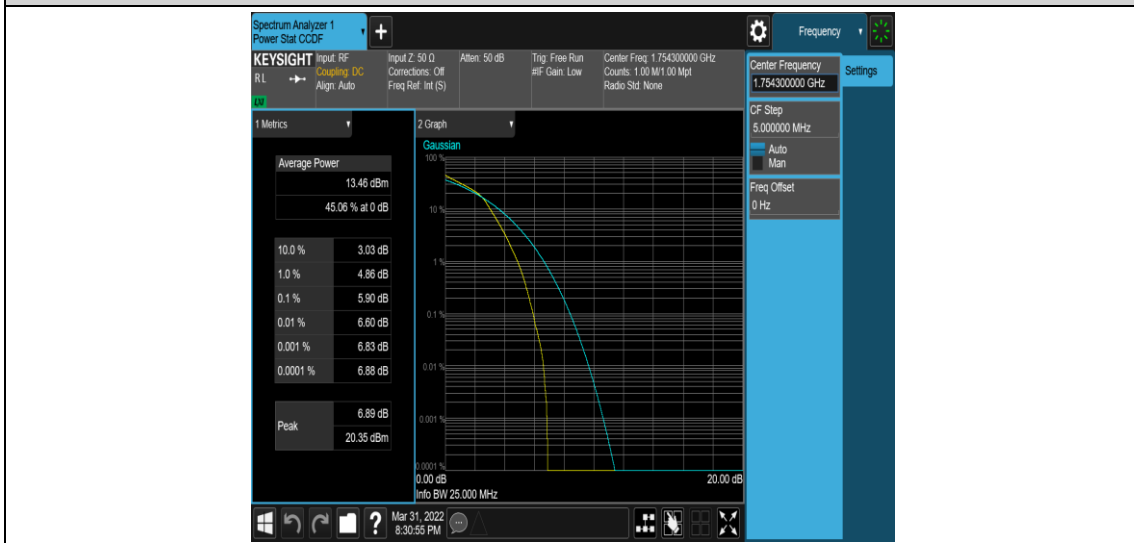 Spectrum Analyzer 1
Power Stat CCDF
+
Frequency
KEYSIGHT
RL
Input: RF
Coupling: DC
Align: Auto
Input Z: 50 Ω
Corrections: Off
Freq Ref: Int (S)
Atten: 50 dB
Trig: Free Run
#IF Gain: Low
Center Freq: 1.754300000 GHz
Counts: 1.00 M/1.00 Mpt
Radio Std: None
Center Frequency
1.754300000 GHz
Settings
CF Step
5.000000 MHz
Auto
Man
Freq Offset
0 Hz
1 Metrics
Average Power
13.46 dBm
45.06 % at 0 dB
10.0 % 3.03 dB
1.0 % 4.86 dB
0.1 % 5.90 dB
0.01 % 6.60 dB
0.001 % 6.83 dB
0.0001 % 6.88 dB
Peak 6.89 dB
20.35 dBm
2 Graph
Gaussian
100 %
10 %
1 %
0.1 %
0.01 %
0.001 %
0.0001 %
0.00 dB 20.00 dB
Info BW 25.000 MHz
? Mar 31, 2022
8:30:55 PM